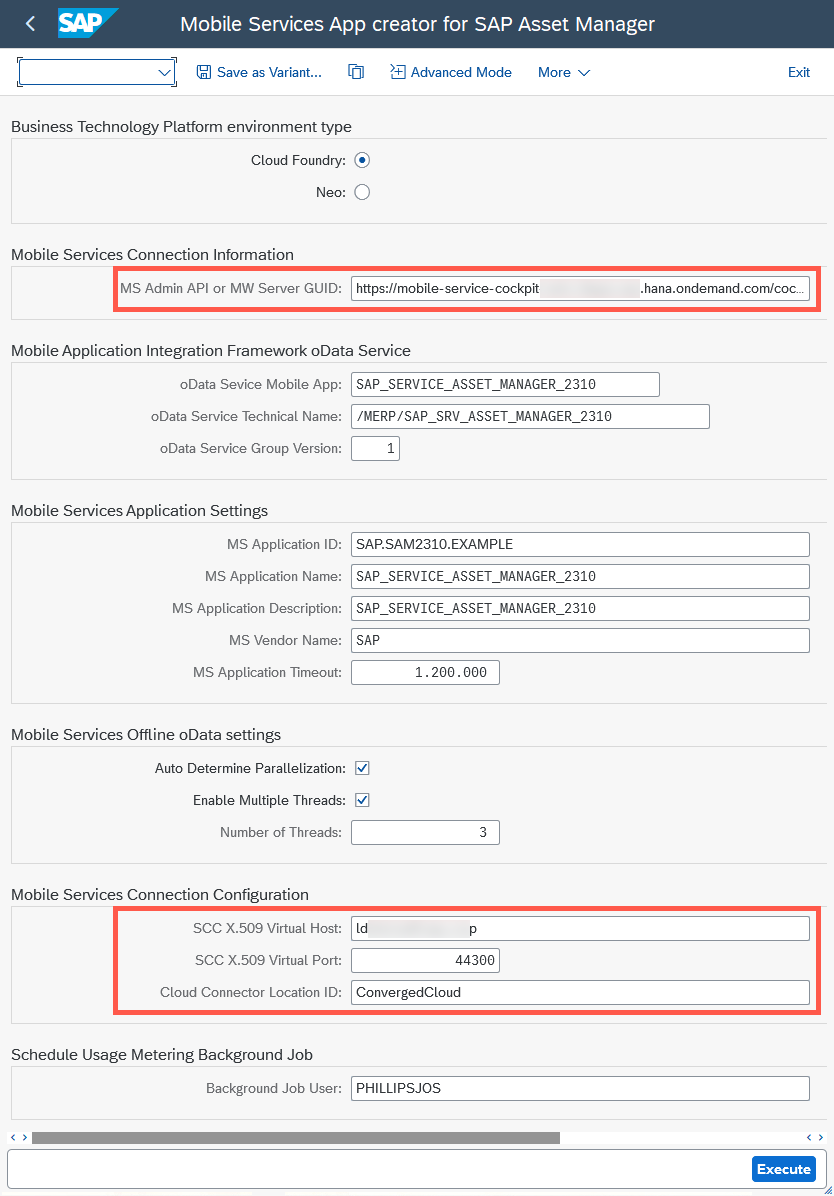 SAP Mobile Services App creator for SAP Asset Manager
Save as Variant... Advanced Mode More Exit
Business Technology Platform environment type
Cloud Foundry:
Neo:
Mobile Services Connection Information
MS Admin API or MW Server GUID: https://mobile-service-cockpit .hana.ondemand.com/coc...
Mobile Application Integration Framework oData Service
oData Sevice Mobile App: SAP_SERVICE_ASSET_MANAGER_2310
oData Service Technical Name: /MERP/SAP_SRV_ASSET_MANAGER_2310
oData Service Group Version: 1
Mobile Services Application Settings
MS Application ID: SAP.SAM2310.EXAMPLE
MS Application Name: SAP_SERVICE_ASSET_MANAGER_2310
MS Application Description: SAP_SERVICE_ASSET_MANAGER_2310
MS Vendor Name: SAP
MS Application Timeout: 1.200.000
Mobile Services Offline oData settings
Auto Determine Parallelization:
Enable Multiple Threads:
Number of Threads: 3
Mobile Services Connection Configuration
SCC X.509 Virtual Host: ld p
SCC X.509 Virtual Port: 44300
Cloud Connector Location ID: ConvergedCloud
Schedule Usage Metering Background Job
Background Job User: PHILLIPSJOS
Execute